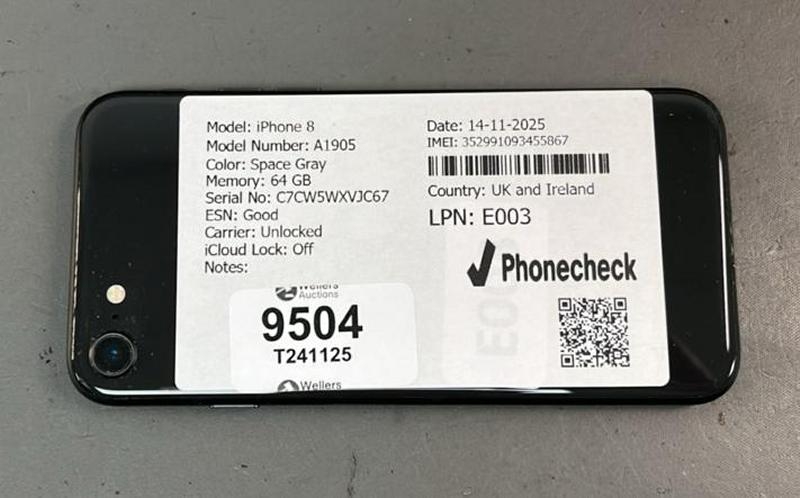 Model: iPhone 8
Model Number: A1905
Color: Space Gray
Memory: 64 GB
Serial No: C7CW5WXVJC67
ESN: Good
Carrier: Unlocked
iCloud Lock: Off
Notes:
Date: 14-11-2025
IMEI: 352991093455867
Country: UK and Ireland
LPN: E003
Phonecheck
Wellers
Auctions
9504
T241125
Wellers